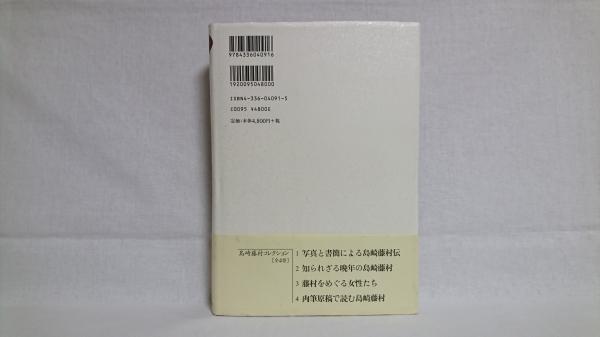 9784336040916
1920095048000
ISBN4-336-04091-5
C0095 ¥4800E
定価/本体4,800円+税
島崎藤村コレクション
[全4巻]
1 写真と書簡による島崎藤村伝
2 知られざる晩年の島崎藤村
3 藤村をめぐる女性たち
4 肉筆原稿で読む島崎藤村